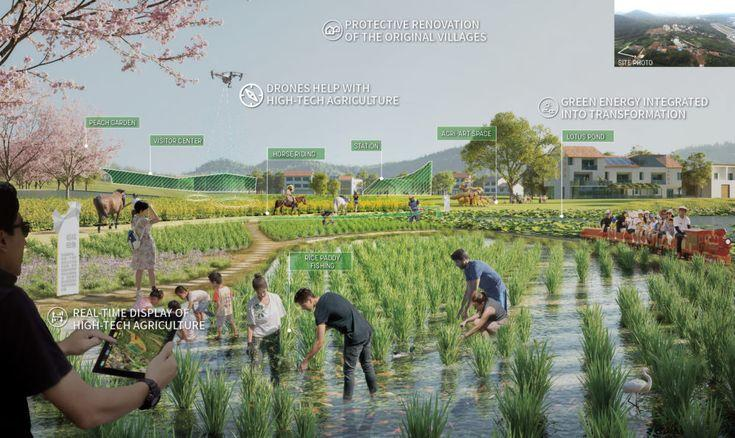 PROTECTIVE RENOVATION
OF THE ORIGINAL VILLAGES
SITE PHOTO
DRONES HELP WITH
HIGH-TECH AGRICULTURE
GREEN ENERGY INTEGRATED
INTO TRANSFORMATION
PEACH GARDEN
VISITOR CENTER
HORSE RIDING
STATION
AGRI-ART SPACE
LOTUS POND
RICE PADDY
FISHING
REAL-TIME DISPLAY OF
HIGH-TECH AGRICULTURE